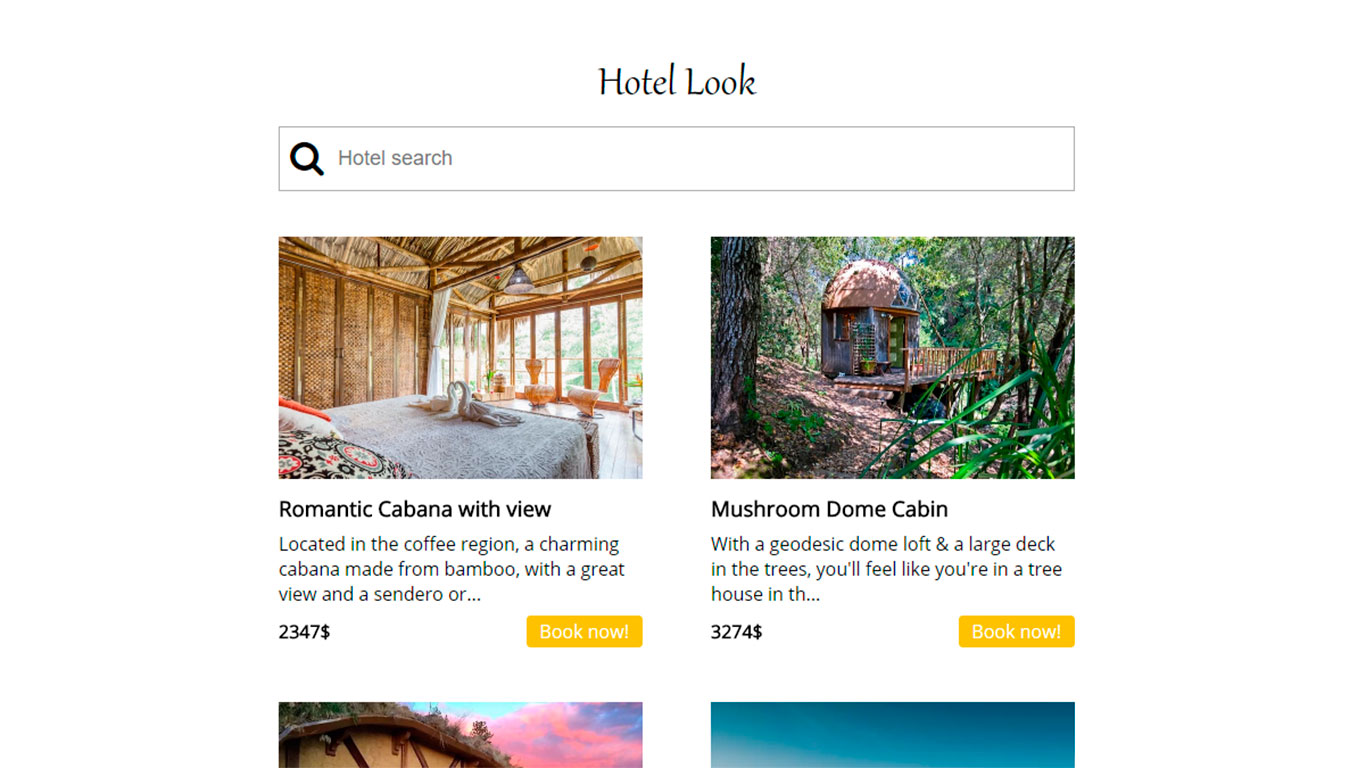 Hotel Look
Hotel search
Romantic Cabana with view
Located in the coffee region, a charming
cabana made from bamboo, with a great
view and a sendero or...
2347$
Book now!
Mushroom Dome Cabin
With a geodesic dome loft & a large deck
in the trees, you'll feel like you're in a tree
house in th...
3274$
Book now!